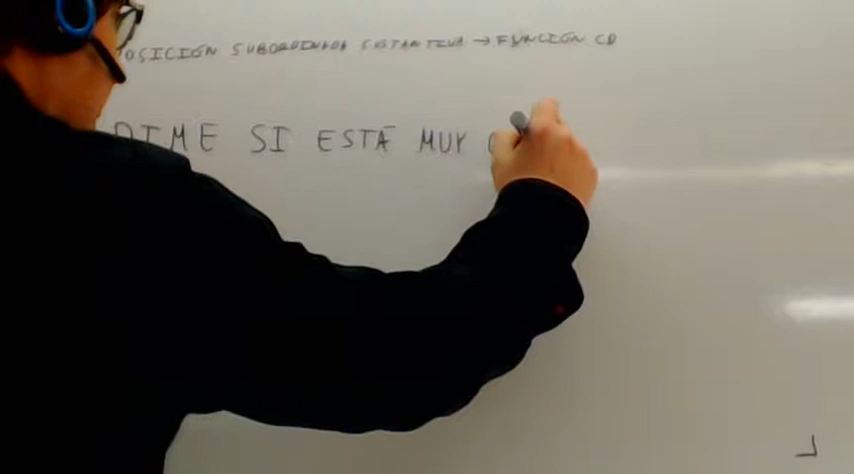 OSICIÓN SUBORDINADA SUSTANTIVA → FUNCIÓN CD
DIME SI ESTÁ MUY